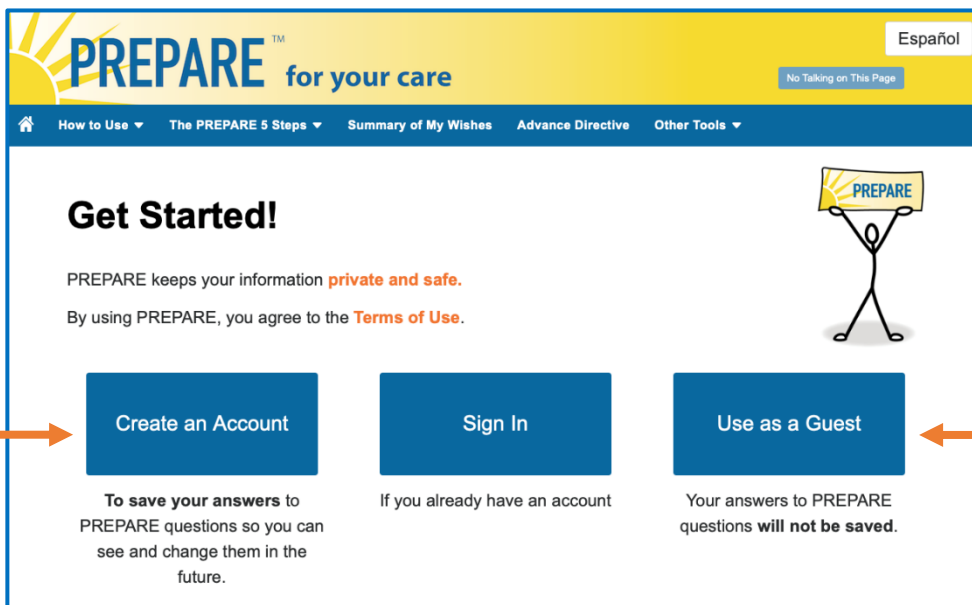 PREPARE™ for your care
Español
No Talking on This Page
How to Use The PREPARE 5 Steps Summary of My Wishes Advance Directive Other Tools
PREPARE
Get Started!
PREPARE keeps your information private and safe.
By using PREPARE, you agree to the Terms of Use.
Create an Account
Sign In
Use as a Guest
To save your answers to
PREPARE questions so you can
see and change them in the
future.
If you already have an account
Your answers to PREPARE
questions will not be saved.